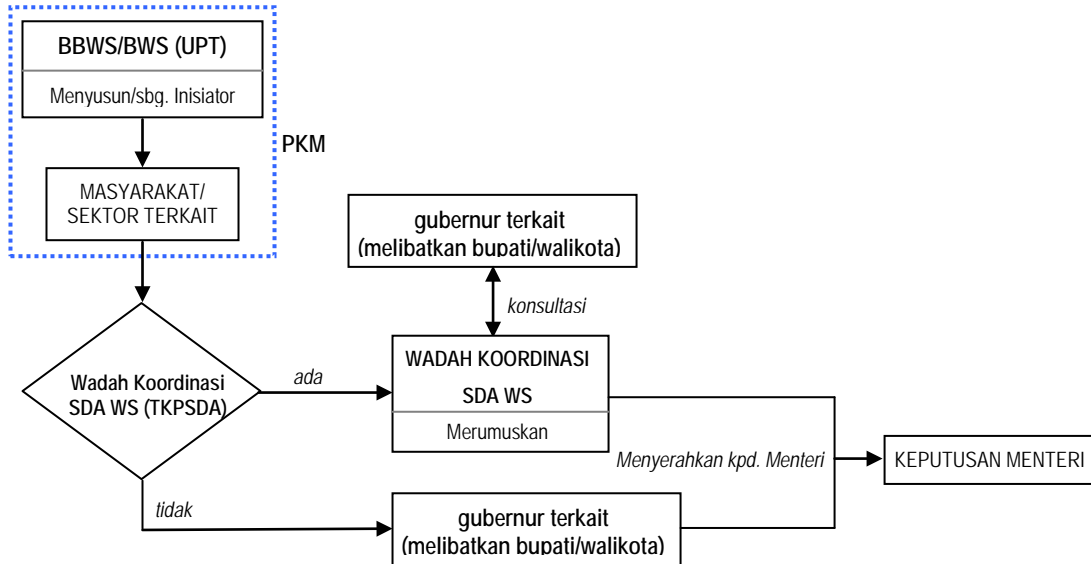 BBWS/BWS (UPT)
Menyusun/sbg. Inisiator
PKM
MASYARAKAT/
SEKTOR TERKAIT
gubernur terkait
(melibatkan bupati/walikota)
konsultasi
Wadah Koordinasi
SDA WS (TKPSDA)
ada
WADAH KOORDINASI
SDA WS
Merumuskan
Menyerahkan kpd. Menteri
KEPUTUSAN MENTERI
tidak
gubernur terkait
(melibatkan bupati/walikota)